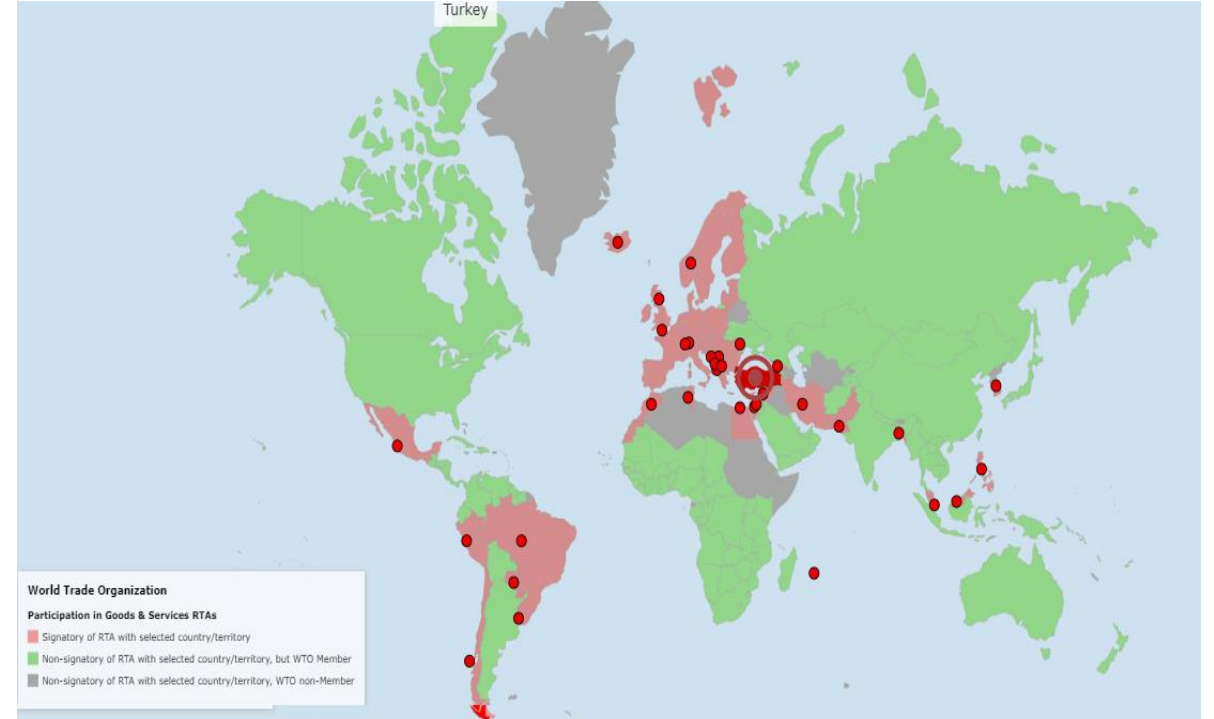 Turkey
World Trade Organization
Participation in Goods & Services RTAs
Signatory of RTA with selected country/territory
Non-signatory of RTA with selected country/territory, but WTO Member
Non-signatory of RTA with selected country/territory, WTO non-Member